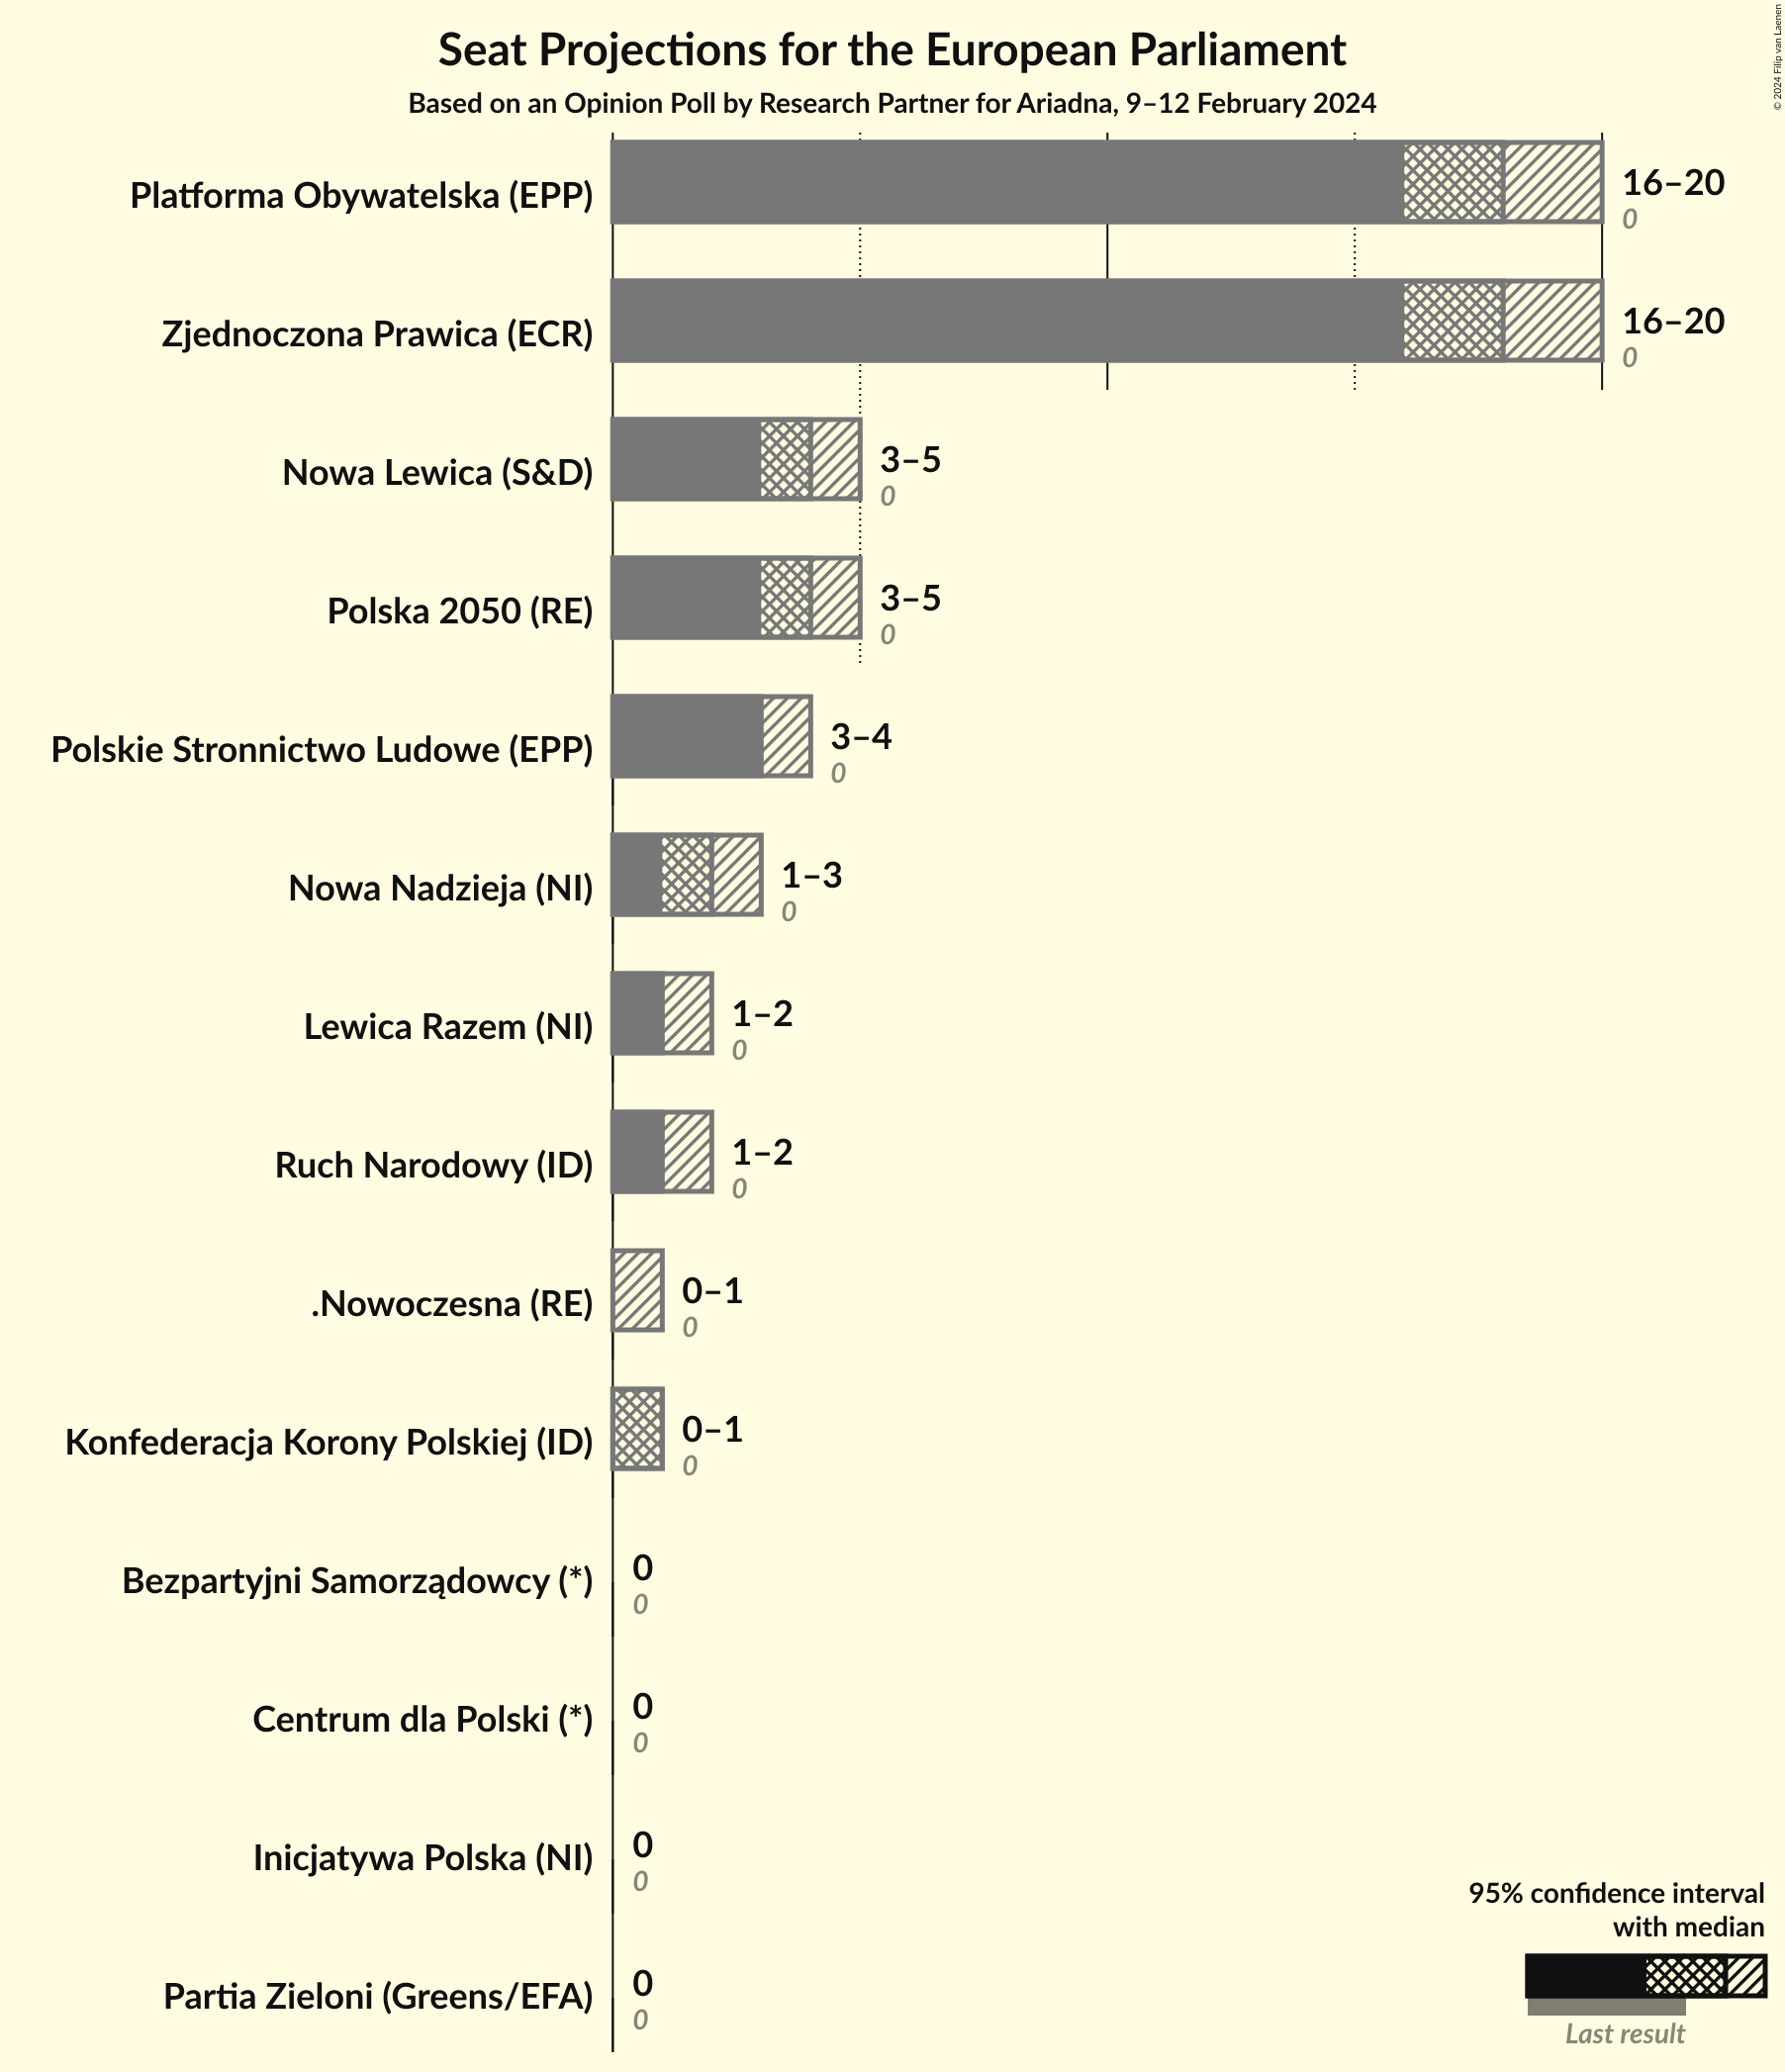 Seat Projections for the European Parliament
Based on an Opinion Poll by Research Partner for Ariadna, 9–12 February 2024
© 2024 Filip van Laenen
Platforma Obywatelska (EPP)
16–20
0
Zjednoczona Prawica (ECR)
16–20
0
Nowa Lewica (S&D)
3–5
0
Polska 2050 (RE)
3–5
0
Polskie Stronnictwo Ludowe (EPP)
3–4
0
Nowa Nadzieja (NI)
1–3
0
Lewica Razem (NI)
1–2
0
Ruch Narodowy (ID)
1–2
0
.Nowoczesna (RE)
0–1
0
Konfederacja Korony Polskiej (ID)
0–1
0
Bezpartyjni Samorządowcy (*)
0
0
Centrum dla Polski (*)
0
0
Inicjatywa Polska (NI)
0
0
Partia Zieloni (Greens/EFA)
0
0
95% confidence interval
with median
Last result